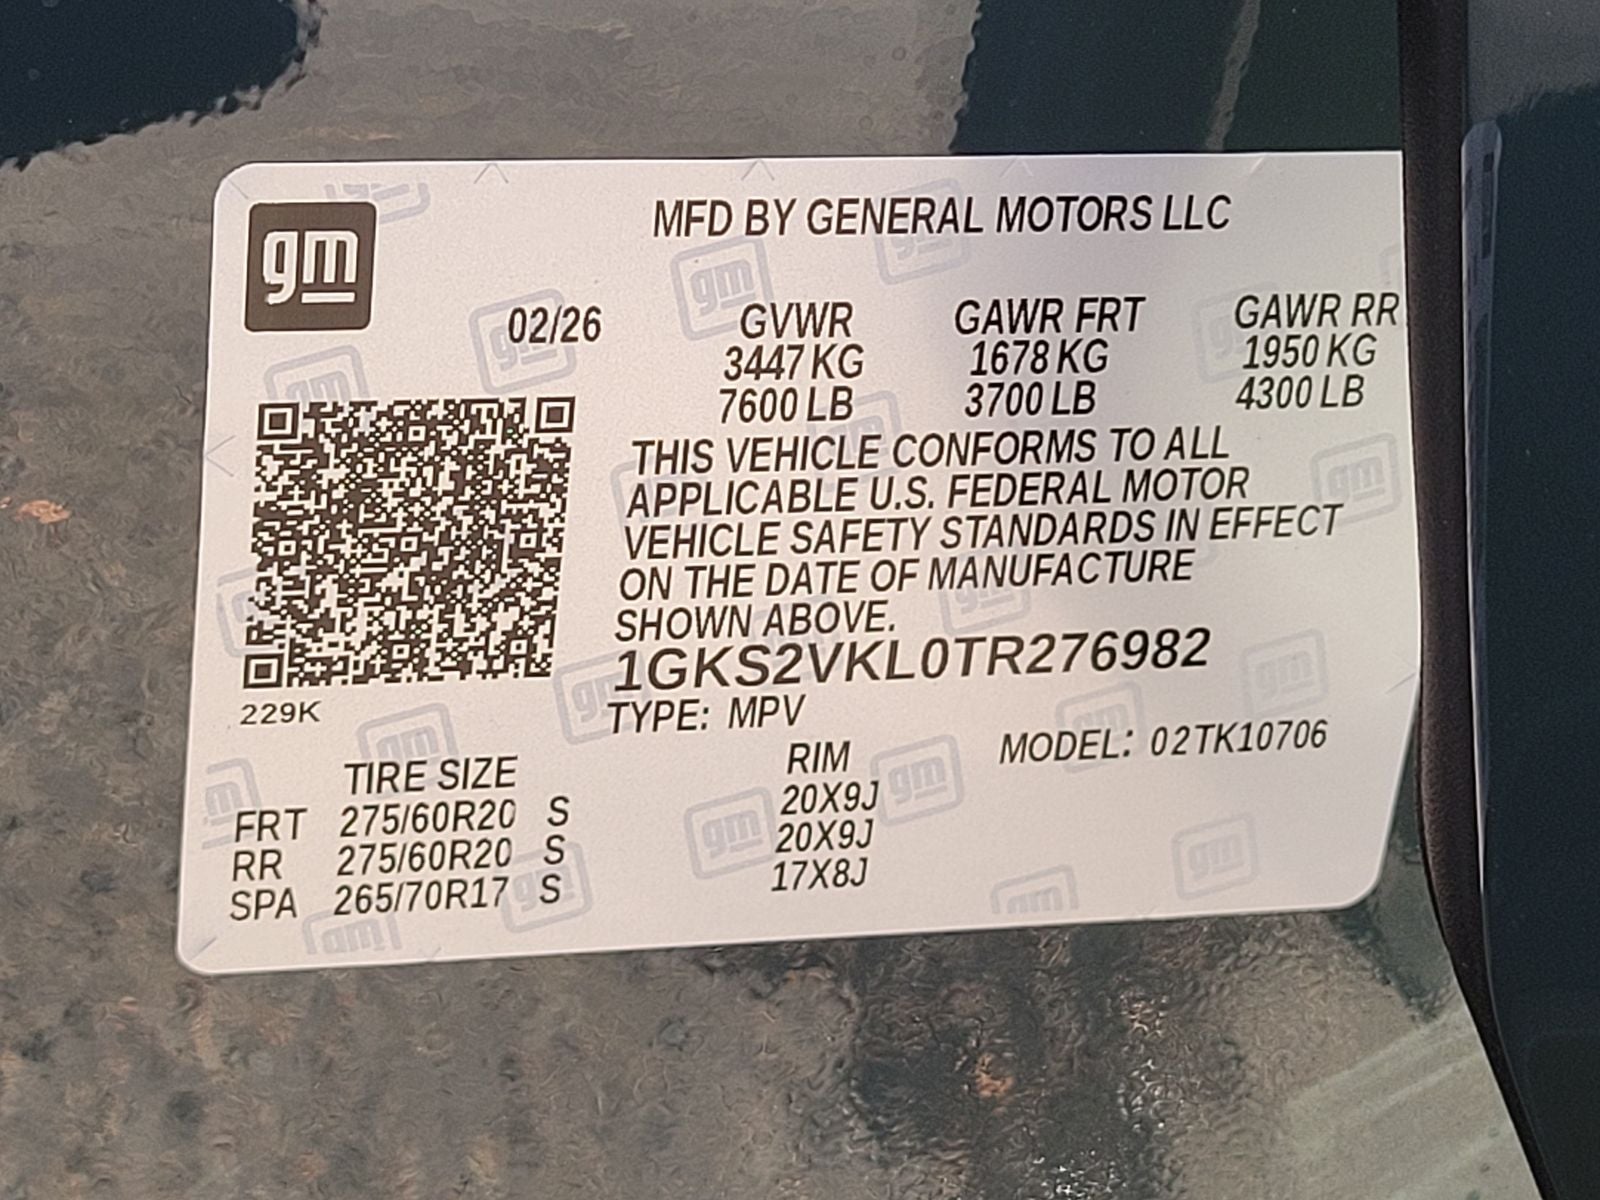 gm
MFD BY GENERAL MOTORS LLC
02/26 GVWR GAWR FRT GAWR RR
3447 KG 1678 KG 1950 KG
7600 LB 3700 LB 4300 LB
THIS VEHICLE CONFORMS TO ALL
APPLICABLE U.S. FEDERAL MOTOR
VEHICLE SAFETY STANDARDS IN EFFECT
ON THE DATE OF MANUFACTURE
SHOWN ABOVE.
1GKS2VKL0TR276982
229K
TYPE: MPV
MODEL: 02TK10706
TIRE SIZE RIM
FRT 275/60R20 S 20X9J
RR 275/60R20 S 20X9J
SPA 265/70R17 S 17X8J